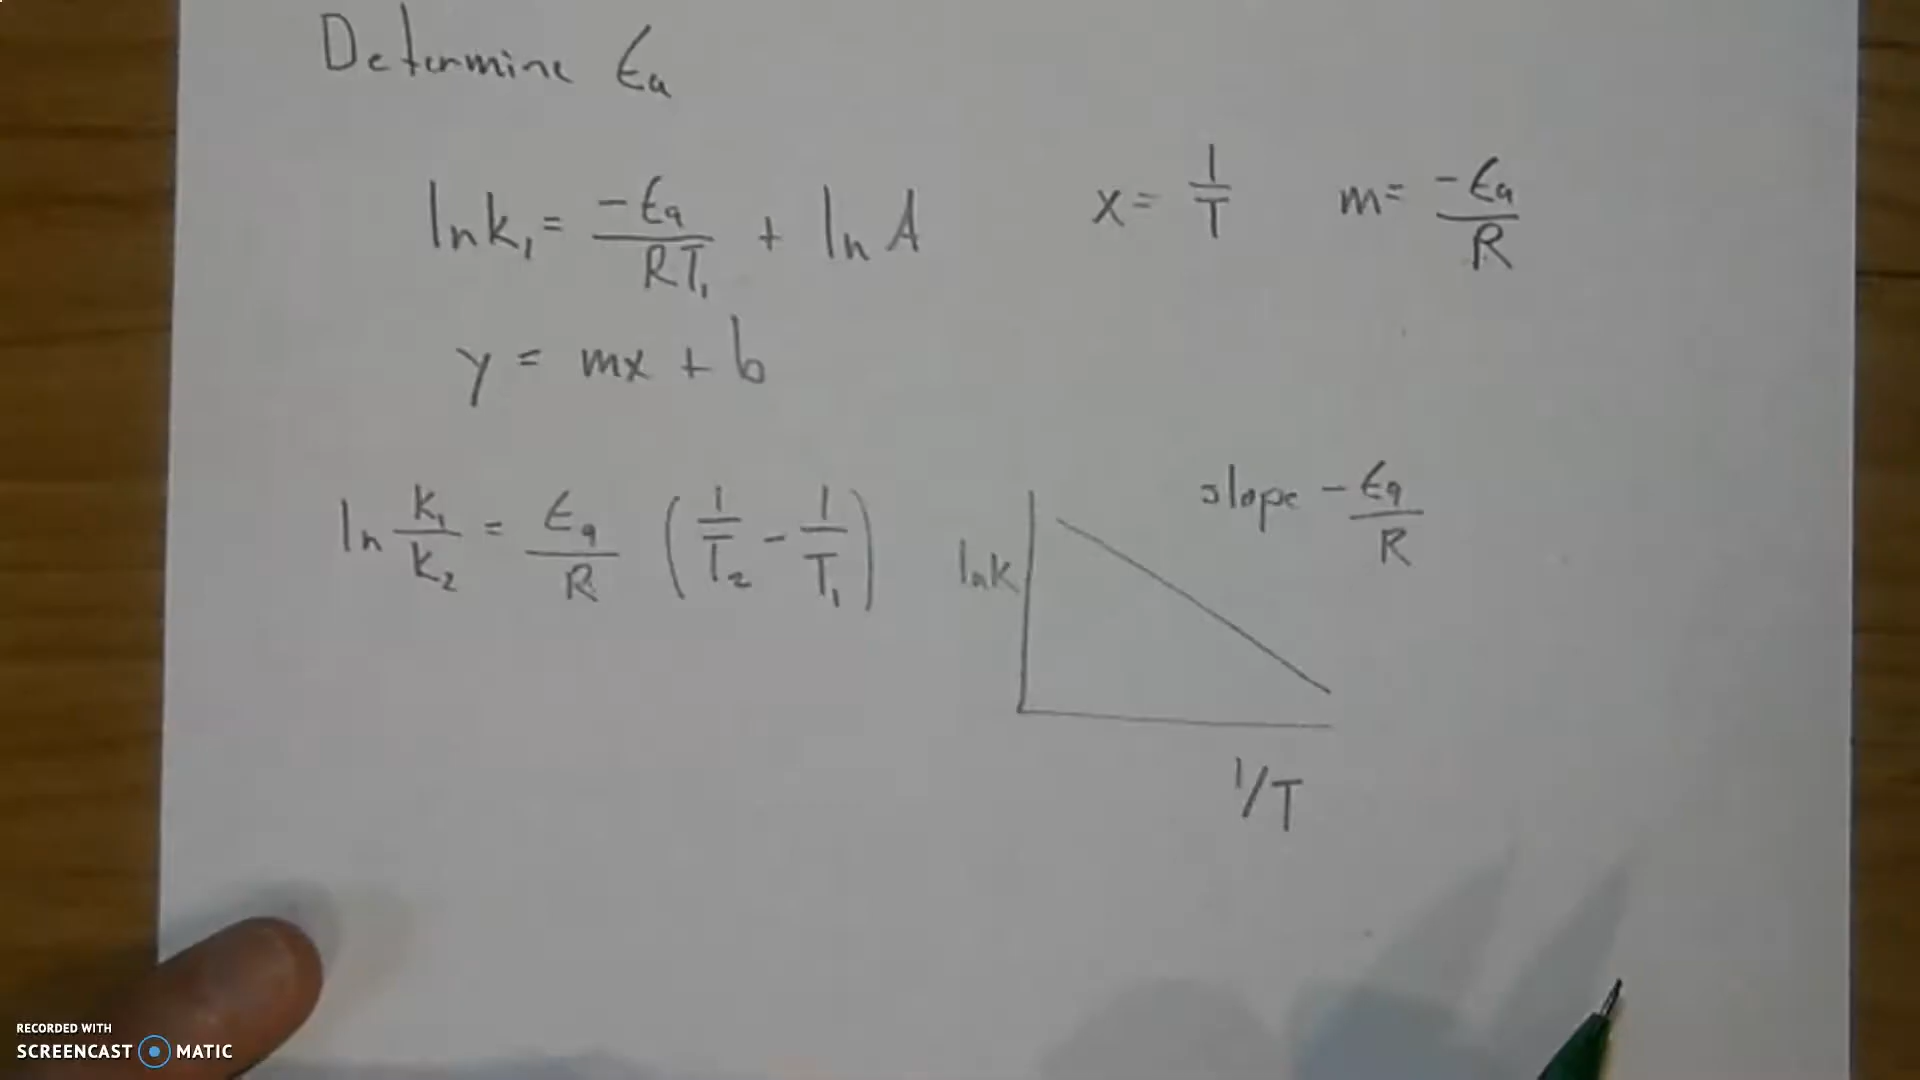 Determine Ea
ln k₁ = -Ea/RT₁ + ln A
x = 1/T
m = -Ea/R
y = mx + b
ln k₁/k₂ = Ea/R (1/T₂ - 1/T₁)
slope -Ea/R
lnk
1/T
RECORDED WITH
SCREENCAST MATIC